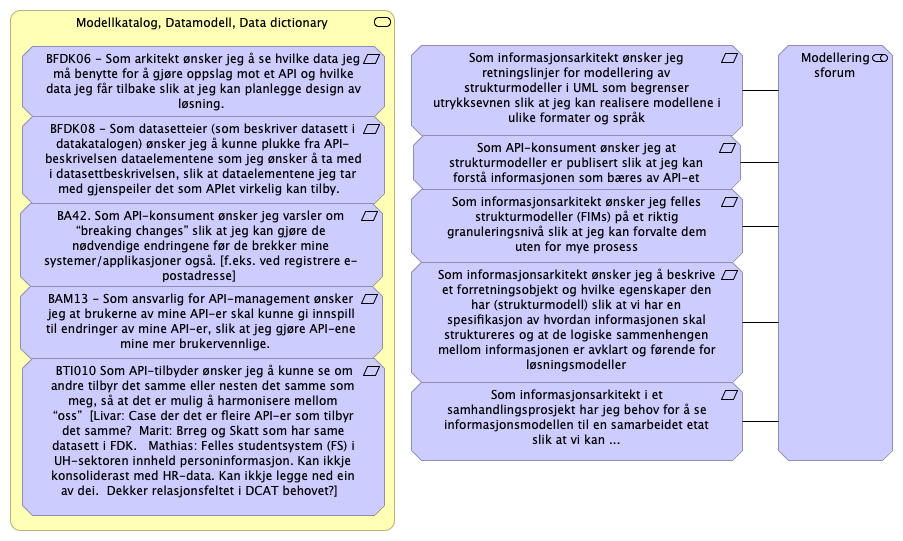 Modellkatalog, Datamodell, Data dictionary
BFDK06 – Som arkitekt ønsker jeg å se hvilke data jeg
må benytte for å gjøre oppslag mot et API og hvilke
data jeg får tilbake slik at jeg kan planlegge design av
løsning.
BFDK08 – Som datasetteier (som beskriver datasett i
datakatalogen) ønsker jeg å kunne plukke fra API-
beskrivelsen dataelementene som jeg ønsker å ta med
i datasettbeskrivelsen, slik at dataelementene jeg tar
med gjenspeiler det som APIet virkelig kan tilby.
BA42. Som API-konsument ønsker jeg varsler om
“breaking changes” slik at jeg kan gjøre de
nødvendige endringene før de brekker mine
systemer/applikasjoner også. [f.eks. ved registrere e-
postadresse]
BAM13 – Som ansvarlig for API-management ønsker
jeg at brukerne av mine API-er skal kunne gi innspill
til endringer av mine API-er, slik at jeg gjøre API-ene
mine mer brukervennlige.
BTI010 Som API-tilbyder ønsker jeg å kunne se om
andre tilbyr det samme eller nesten det samme som
meg, så at det er mulig å harmonisere mellom
“oss”  [Livar: Case der det er fleire API-er som tilbyr
det samme?  Marit: Brreg og Skatt som har same
datasett i FDK.   Mathias: Felles studentsystem (FS) i
UH-sektoren innheld personinformasjon. Kan ikkje
konsoliderast med HR-data. Kan ikkje legge ned ein
av dei.  Dekker relasjonsfeltet i DCAT behovet?]
Som informasjonsarkitekt ønsker jeg
retningslinjer for modellering av
strukturmodeller i UML som begrenser
utrykksevnen slik at jeg kan realisere modellene i
ulike formater og språk
Som API-konsument ønsker jeg at
strukturmodeller er publisert slik at jeg kan
forstå informasjonen som bæres av API-et
Som informasjonsarkitekt ønsker jeg felles
strukturmodeller (FIMs) på et riktig
granuleringsnivå slik at jeg kan forvalte dem
uten for mye prosess
Som informasjonsarkitekt ønsker jeg å beskrive
et forretningsobjekt og hvilke egenskaper den
har (strukturmodell) slik at vi har en
spesifikasjon av hvordan informasjonen skal
struktureres og at de logiske sammenhengen
mellom informasjonen er avklart og førende for
løsningsmodeller
Som informasjonsarkitekt i et
samhandlingsprosjekt har jeg behov for å se
informasjonsmodellen til en samarbeidet etat
slik at vi kan ...
Modellering
sforum